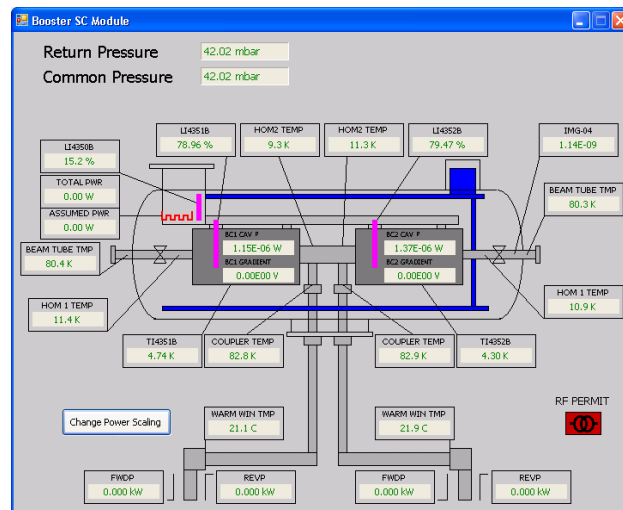 Booster SC Module
Return Pressure 42.02 mbar
Common Pressure 42.02 mbar
LI4351B 78.96 %
HOM2 TEMP 9.3 K
HOM2 TEMP 11.3 K
LI4352B 79.47 %
IMG-04 1.14E-09
LI4350B 15.2 %
TOTAL PWR 0.00 W
ASSUMED PWR 0.00 W
BEAM TUBE TMP 80.3 K
BEAM TUBE TMP 80.4 K
BC1 CAV P 1.15E-06 W
BC1 GRADIENT 0.00E00 V
BC2 CAV P 1.37E-06 W
BC2 GRADIENT 0.00E00 V
HOM 1 TEMP 11.4 K
HOM 1 TEMP 10.9 K
TI4351B 4.74 K
COUPLER TEMP 82.8 K
COUPLER TEMP 82.9 K
TI4352B 4.30 K
RF PERMIT
Change Power Scaling
WARM WIN TMP 21.1 C
WARM WIN TMP 21.9 C
FWDP 0.000 kW
REVP 0.000 kW
FWDP 0.000 kW
REVP 0.000 kW